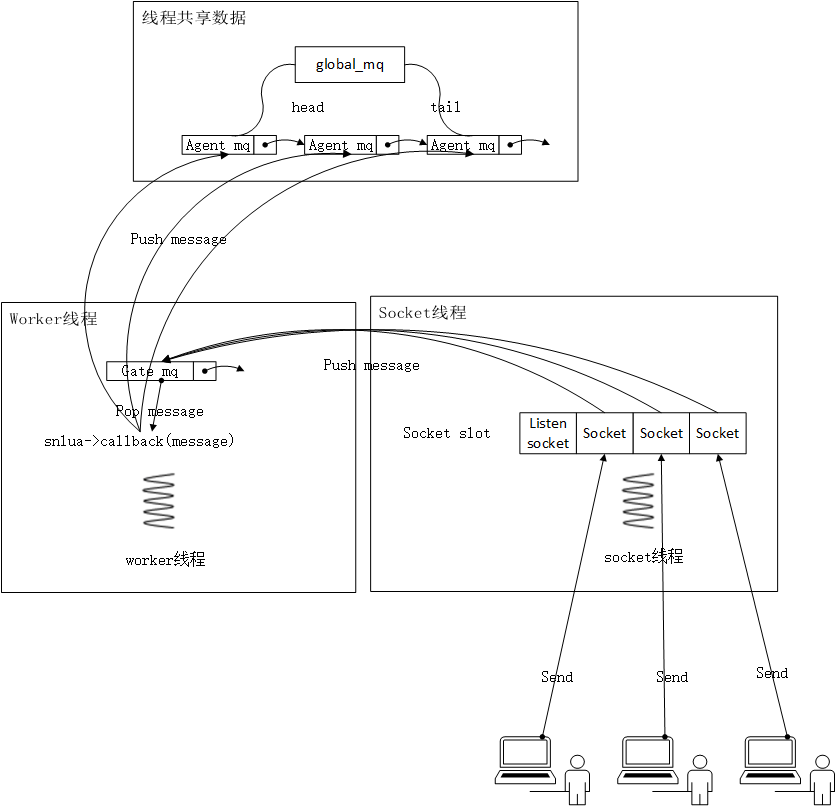 线程共享数据
global_mq
head
tail
Agent mq
Agent mq
Agent mq
Push message
Worker线程
Socket线程
Gate mq
Push message
Pop message
snlua->callback(message)
Socket slot
Listen
socket
Socket
Socket
Socket
worker线程
socket线程
Send
Send
Send